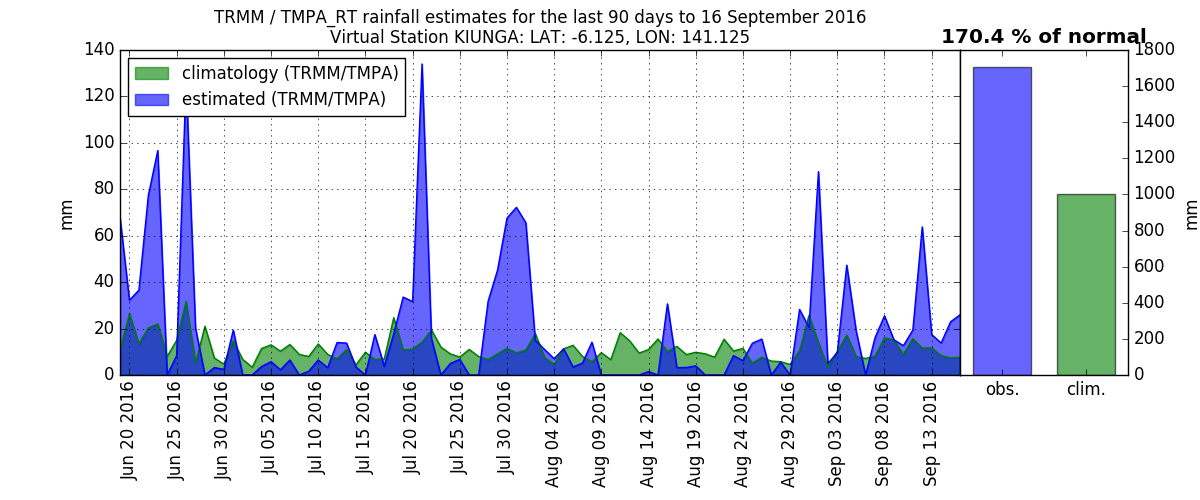 TRMM / TMPA_RT rainfall estimates for the last 90 days to 16 September 2016
Virtual Station KIUNGA: LAT: -6.125, LON: 141.125
170.4 % of normal
climatology (TRMM/TMPA)
estimated (TRMM/TMPA)
mm
140
120
100
80
60
40
20
0
Jun 20 2016
Jun 25 2016
Jun 30 2016
Jul 05 2016
Jul 10 2016
Jul 15 2016
Jul 20 2016
Jul 25 2016
Jul 30 2016
Aug 04 2016
Aug 09 2016
Aug 14 2016
Aug 19 2016
Aug 24 2016
Aug 29 2016
Sep 03 2016
Sep 08 2016
Sep 13 2016
1800
1600
1400
1200
1000
800
600
400
200
0
mm
obs.
clim.